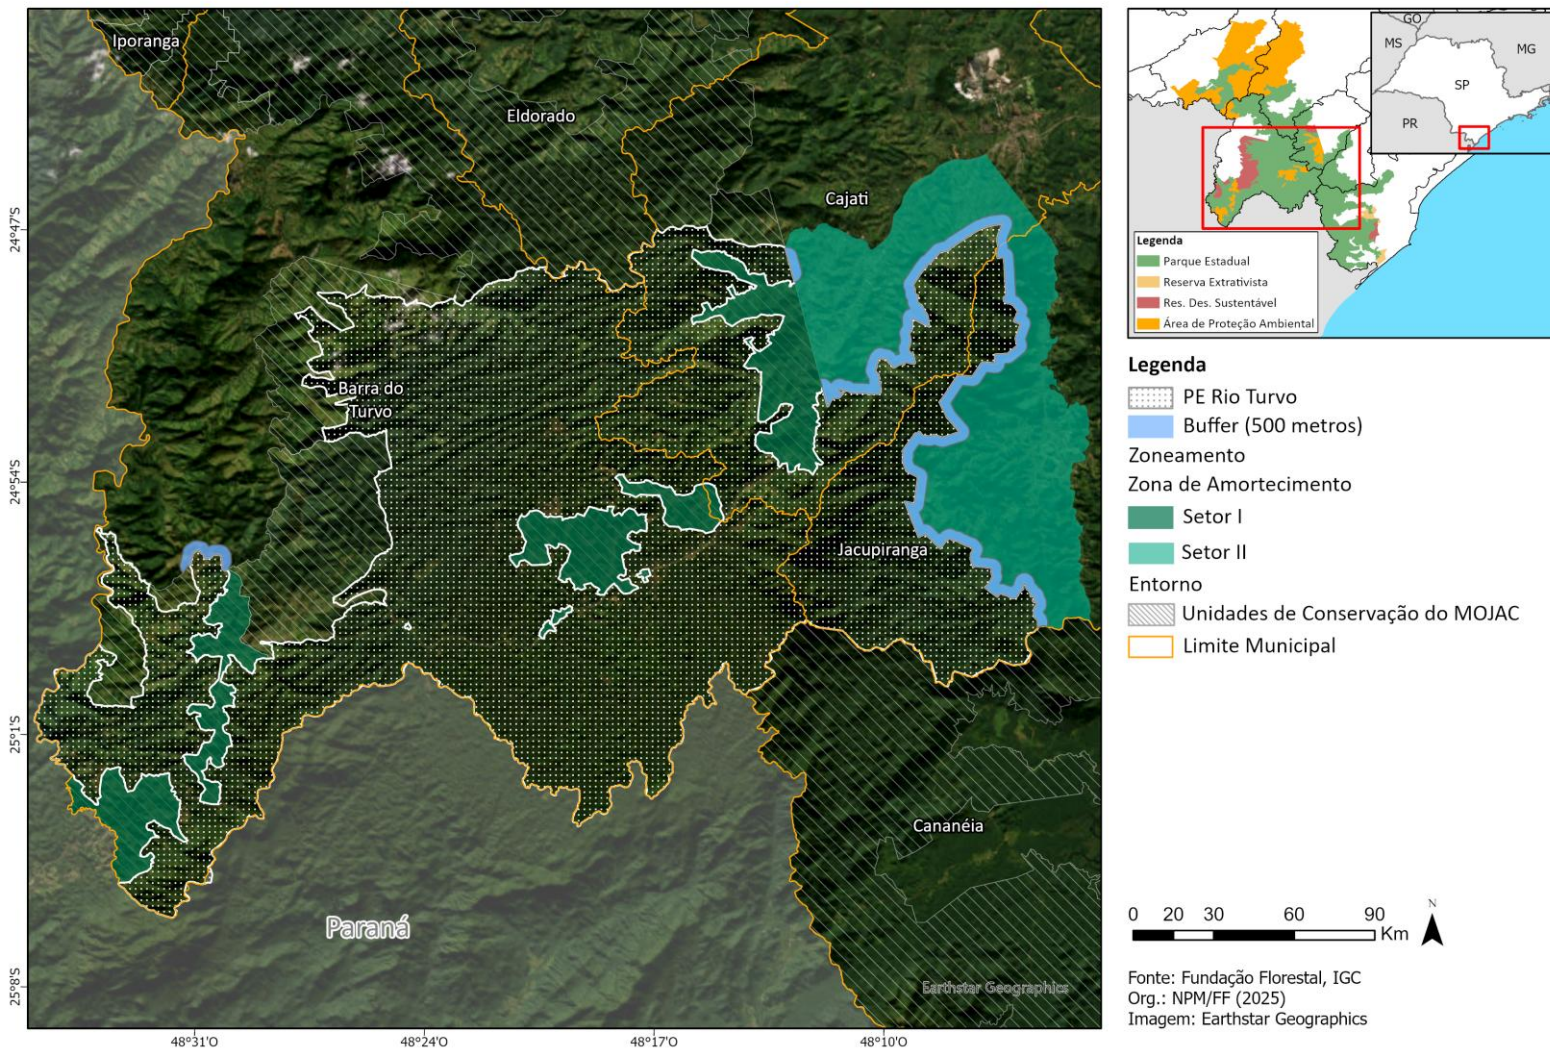 Iporanga
Eldorado
Cajati
Barra do
Turvo
Jacupiranga
Cananéia
Paraná
Earthstar Geographics
24°47'S
24°54'S
25°1'S
25°8'S
48°31'O
48°24'O
48°17'O
48°10'O
GO
MS
MG
SP
PR
Legenda
Parque Estadual
Reserva Extrativista
Res. Des. Sustentável
Área de Proteção Ambiental
Legenda
PE Rio Turvo
Buffer (500 metros)
Zoneamento
Zona de Amortecimento
Setor I
Setor II
Entorno
Unidades de Conservação do MOJAC
Limite Municipal
0 20 30 60 90
Km
N
Fonte: Fundação Florestal, IGC
Org.: NPM/FF (2025)
Imagem: Earthstar Geographics